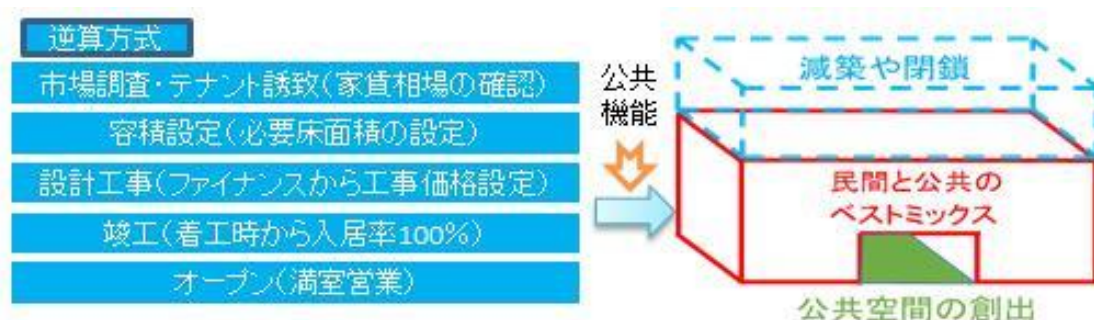 逆算方式
市場調査・テナント誘致(家賃相場の確認)
容積設定(必要床面積の設定)
設計工事(ファイナンスから工事価格設定)
竣工(着工時から入居率100%)
オープン(満室営業)
公共
機能
減築や閉鎖
民間と公共の
ベストミックス
公共空間の創出